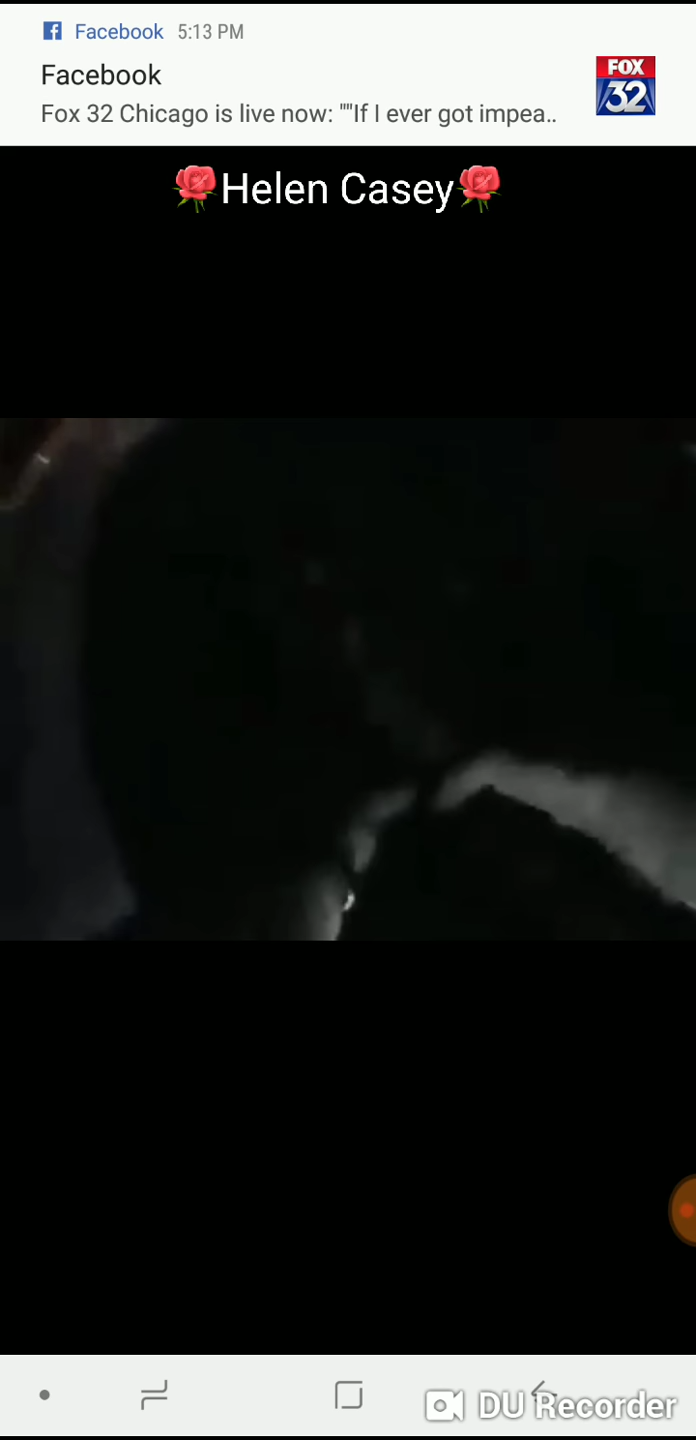 Facebook 5:13 PM
Facebook
FOX
32
Fox 32 Chicago is live now: ""If I ever got impea..
🌹Helen Casey🌹
DU Recorder